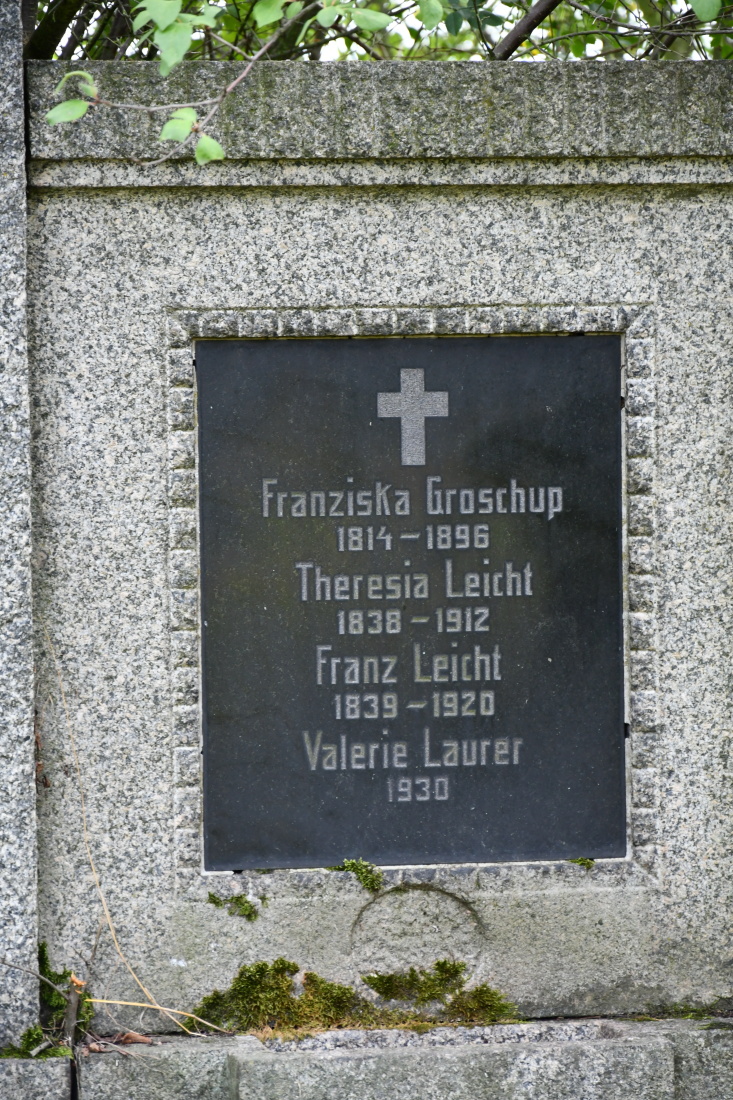 Franziska Groschup
1814 – 1896
Theresia Leicht
1838 – 1912
Franz Leicht
1839 – 1920
Valerie Laurer
1930